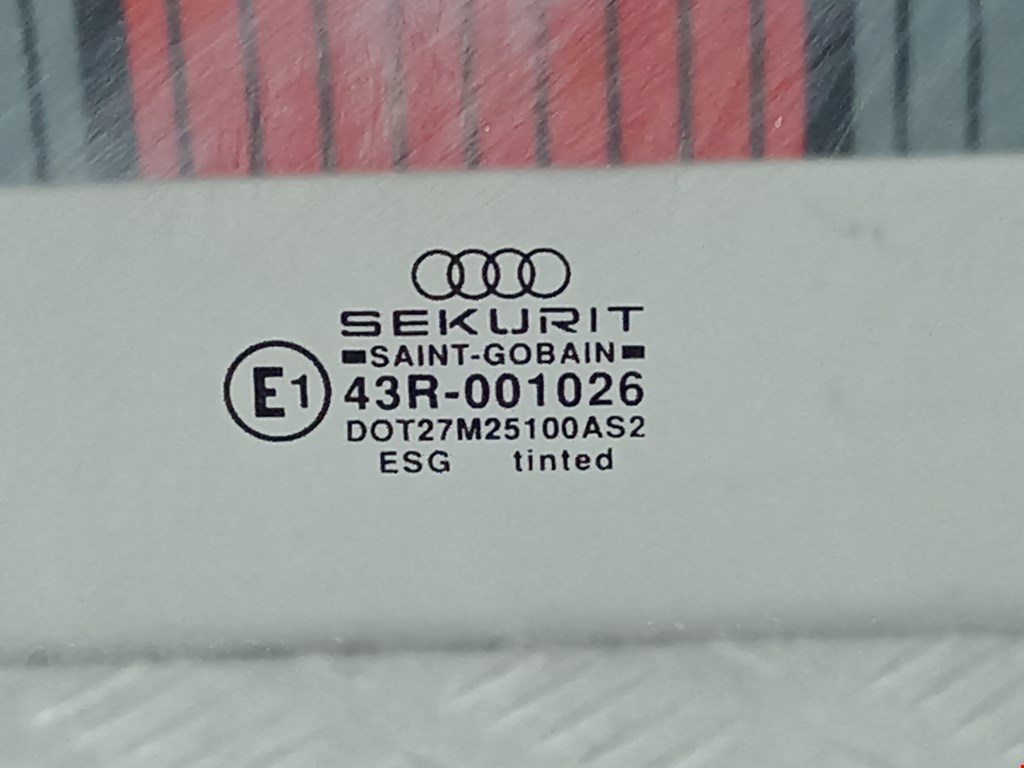 SEKURIT
SAINT-GOBAIN
E1
43R-001026
DOT27M25100AS2
ESG tinted